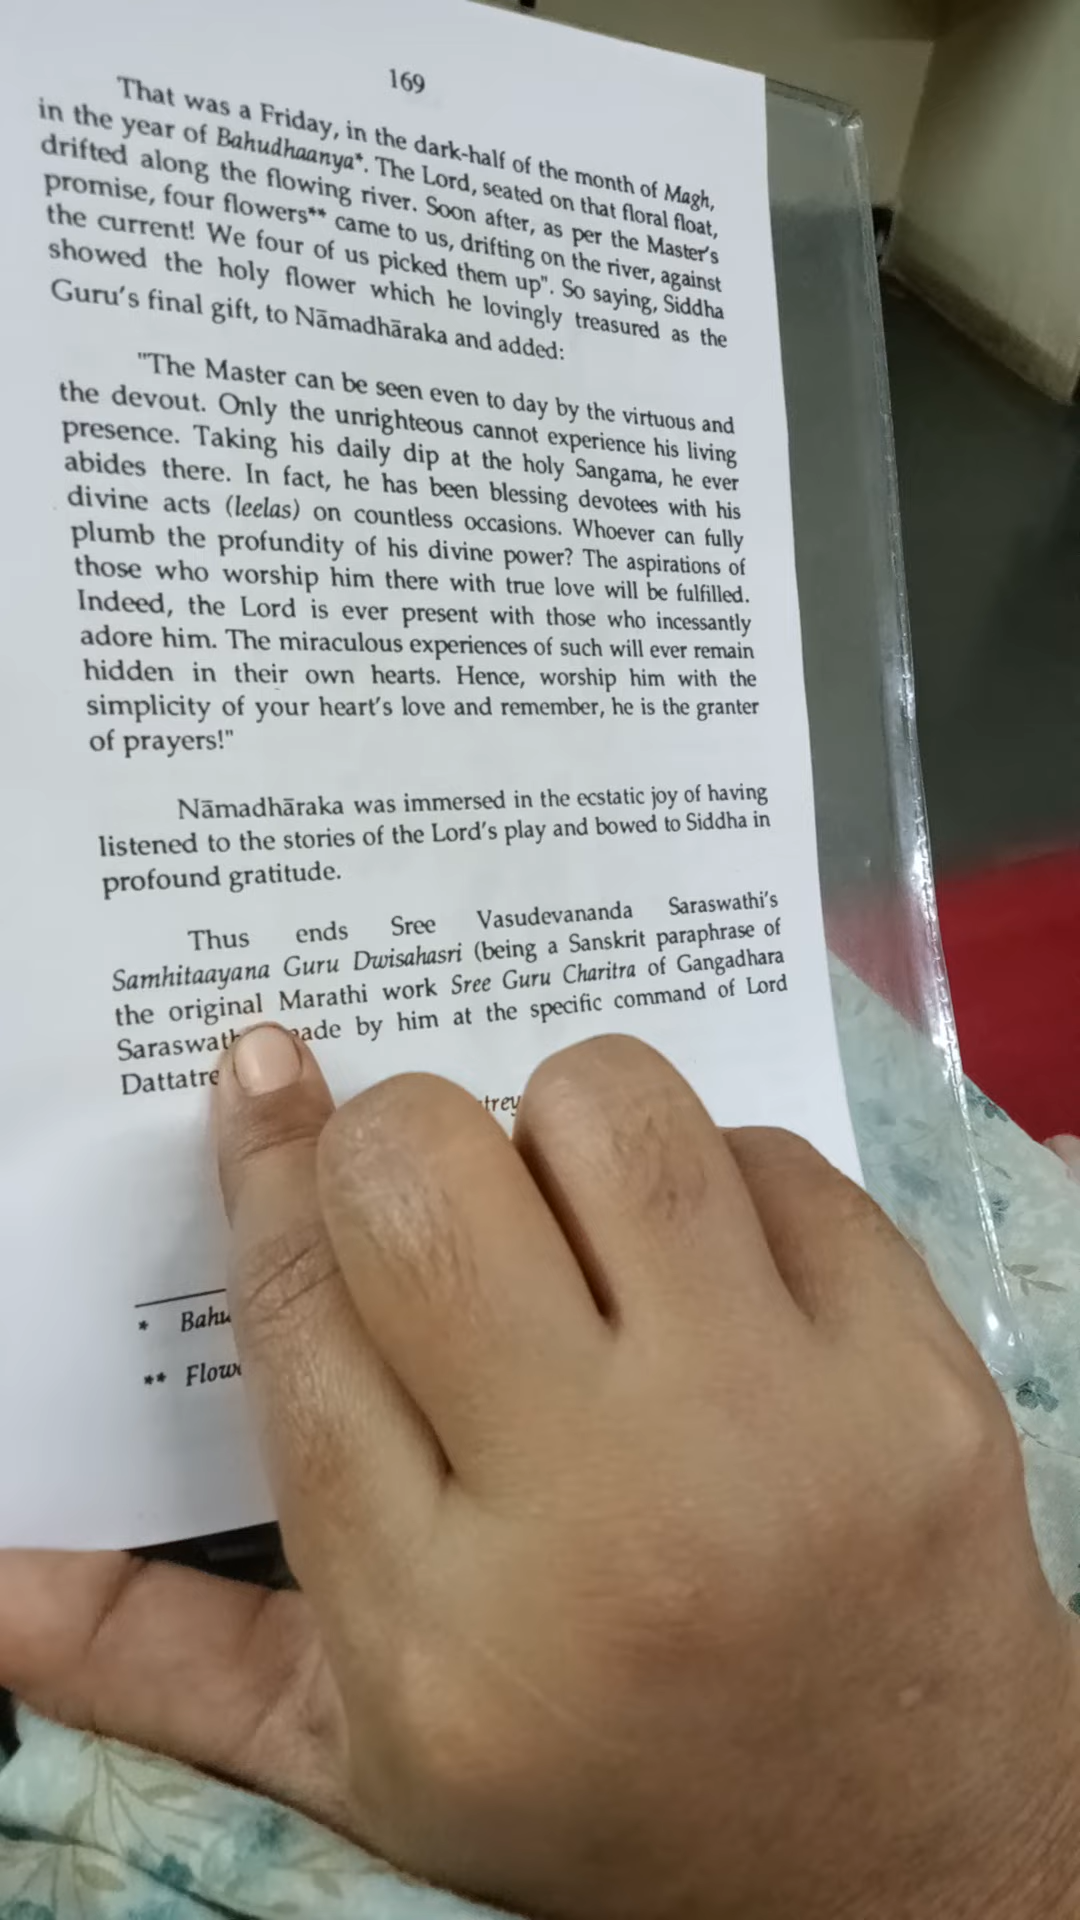 169
That was a Friday, in the dark-half of the month of Magh,
in the year of Bahudhaanya*. The Lord, seated on that floral float,
drifted along the flowing river. Soon after, as per the Master's
promise, four flowers** came to us, drifting on the river, against
the current! We four of us picked them up". So saying, Siddha
showed the holy flower which he lovingly treasured as the
Guru's final gift, to Nāmadhāraka and added:
"The Master can be seen even to day by the virtuous and
the devout. Only the unrighteous cannot experience his living
presence. Taking his daily dip at the holy Sangama, he ever
abides there. In fact, he has been blessing devotees with his
divine acts (leelas) on countless occasions. Whoever can fully
plumb the profundity of his divine power? The aspirations of
those who worship him there with true love will be fulfilled.
Indeed, the Lord is ever present with those who incessantly
adore him. The miraculous experiences of such will ever remain
hidden in their own hearts. Hence, worship him with the
simplicity of your heart's love and remember, he is the granter
of prayers!"
Nāmadhāraka was immersed in the ecstatic joy of having
listened to the stories of the Lord's play and bowed to Siddha in
profound gratitude.
Thus ends Sree Vasudevananda Saraswathi's
Samhitaayana Guru Dwisahasri (being a Sanskrit paraphrase of
the original Marathi work Sree Guru Charitra of Gangadhara
by him at the specific command of Lord
*
**